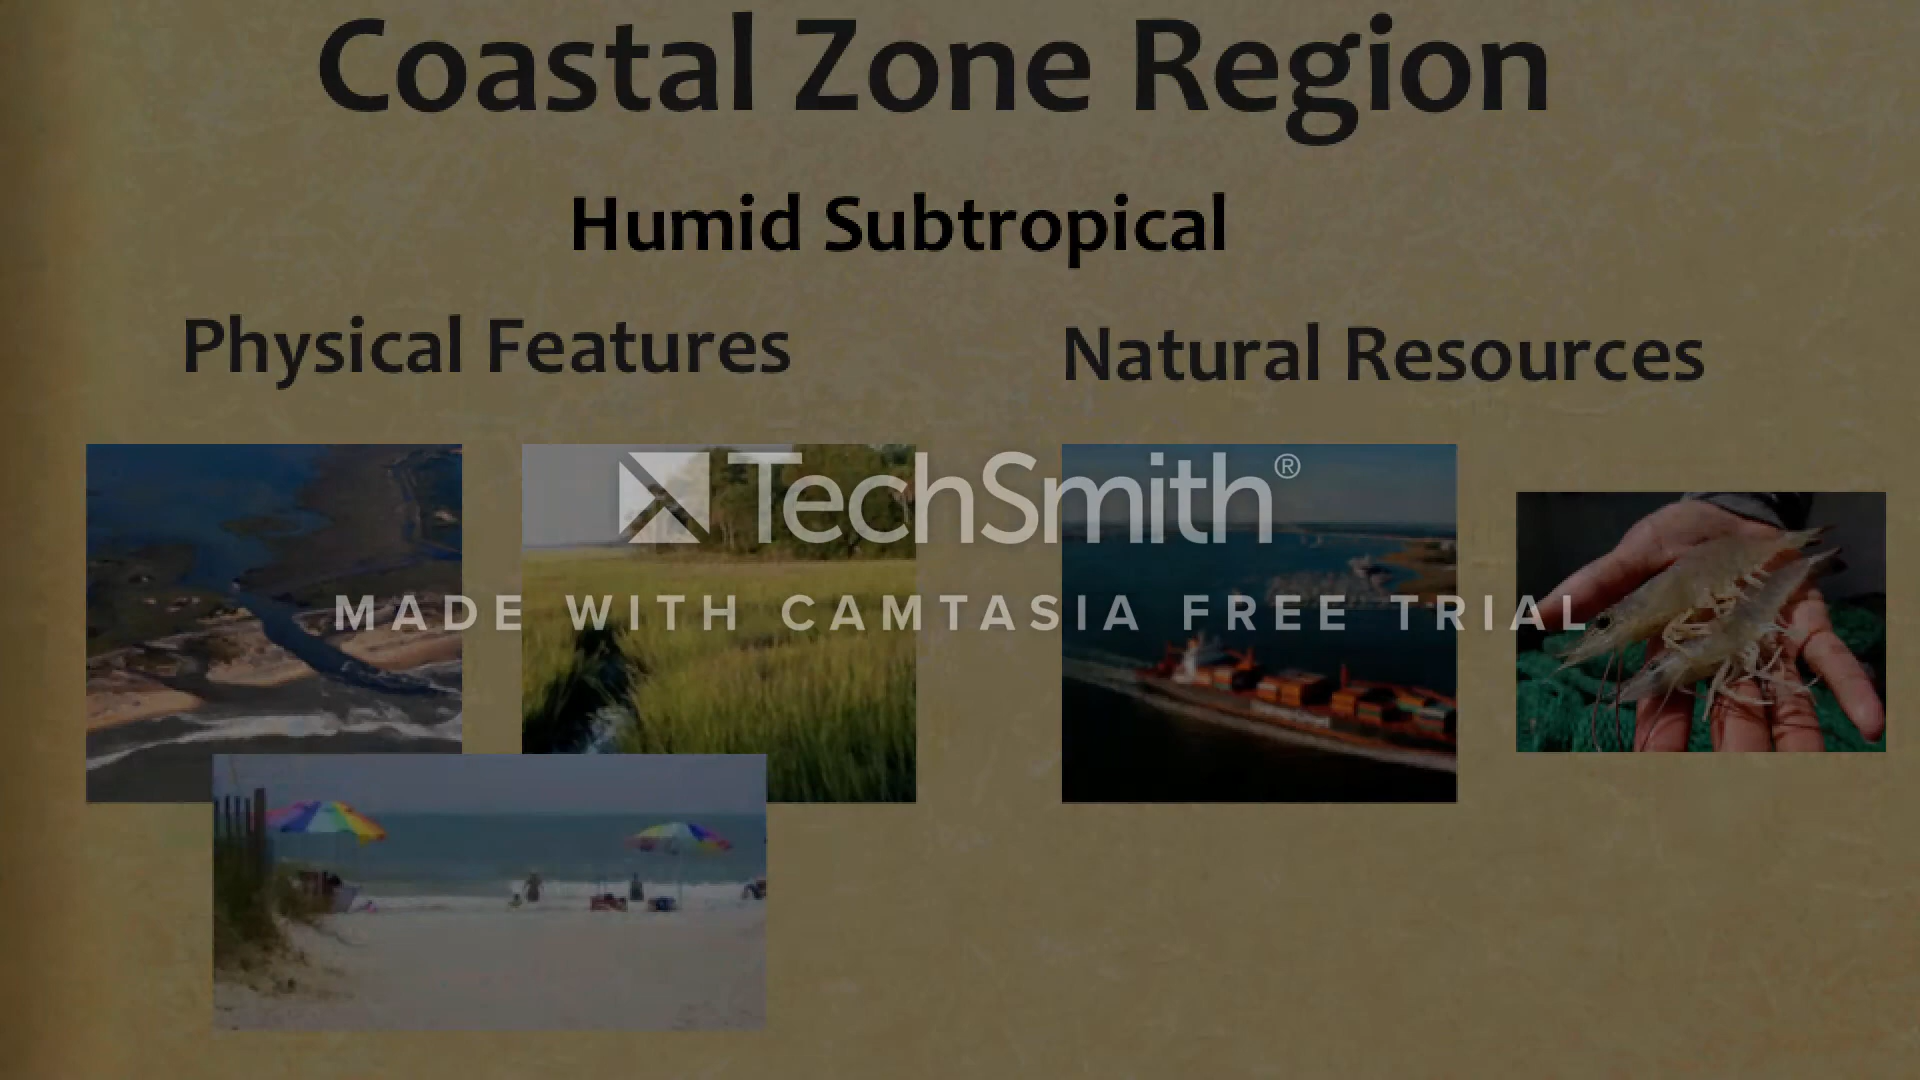 Coastal Zone Region
Humid Subtropical
Physical Features
Natural Resources
TechSmith®
MADE WITH CAMTASIA FREE TRIAL